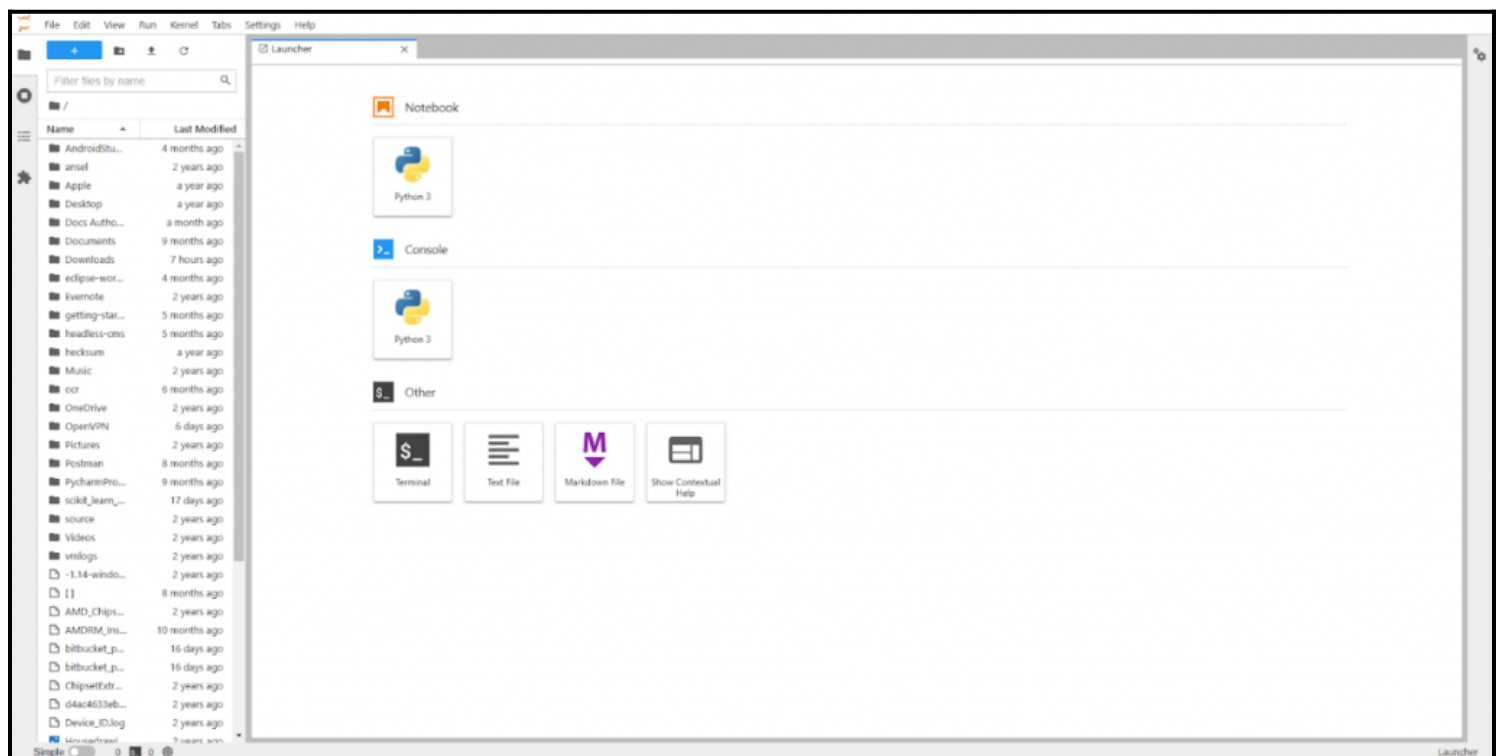 File Edit View Run Kernel Tabs Settings Help
+
Launcher
Filter files by name
/
Name Last Modified
AndroidStu... 4 months ago
ansel 2 years ago
Apple a year ago
Desktop a year ago
Docs Autho... a month ago
Documents 9 months ago
Downloads 7 hours ago
eclipse-wor... 4 months ago
Evernote 2 years ago
getting-star... 5 months ago
headless-cms 5 months ago
hecksum a year ago
Music 2 years ago
ocr 6 months ago
OneDrive 2 years ago
OpenVPN 6 days ago
Pictures 2 years ago
Postman 8 months ago
PycharmPro... 9 months ago
scikit_learn_... 17 days ago
source 2 years ago
Videos 2 years ago
vmlogs 2 years ago
-1.14-windo... 2 years ago
[] 8 months ago
AMD_Chips... 2 years ago
AMDRM_Ins... 10 months ago
bitbucket_p... 16 days ago
bitbucket_p... 16 days ago
ChipsetExtr... 2 years ago
d4ac4633eb... 2 years ago
Device_ID.log 2 years ago
Housedrawi... 2 years ago
Notebook
Python 3
Console
Python 3
$_ Other
$_
M
Terminal Text File Markdown File Show Contextual
Help
Simple 0 0
Launcher